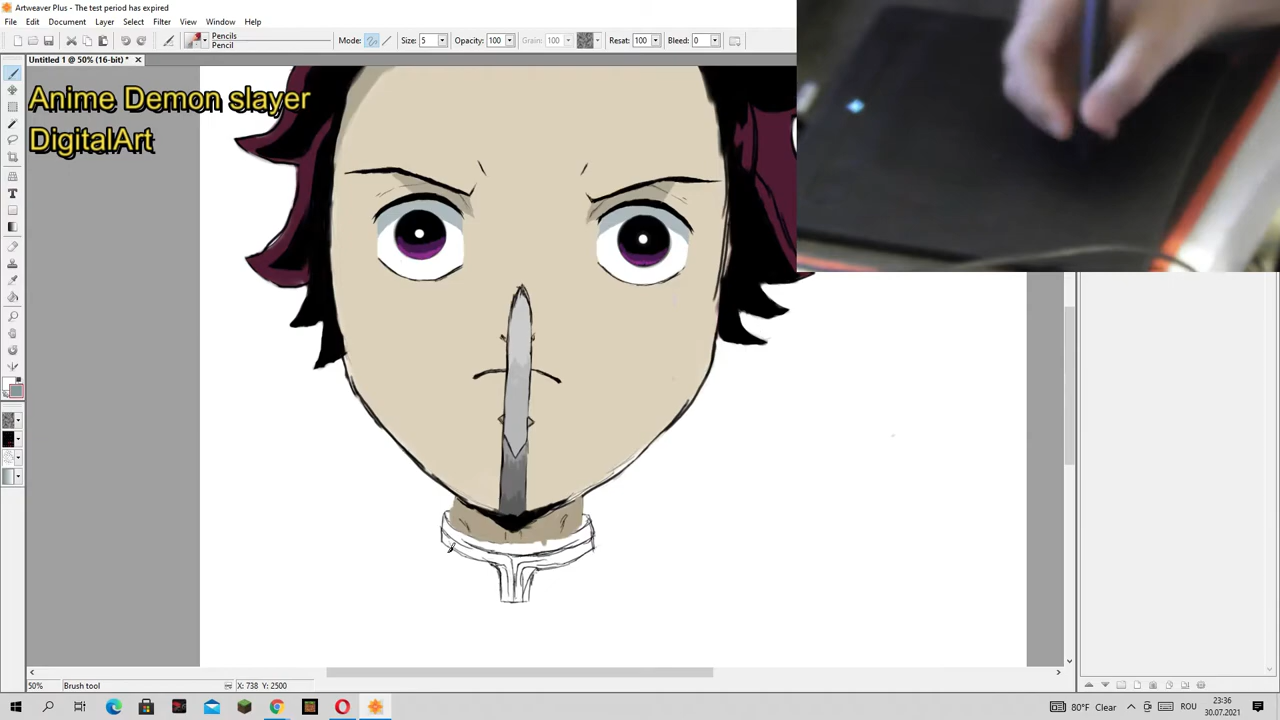 Artweaver Plus - The test period has expired
File Edit Document Layer Select Filter View Window Help
Pencils
Pencil
Mode: Size: 5 Opacity: 100 Grain: 100 Resat: 100 Bleed: 0
Untitled 1 @ 50% (16-bit) *
Anime Demon slayer
DigitalArt
50% Brush tool X: 738 Y: 2500
80°F Clear ROU 23:36
30.07.2021